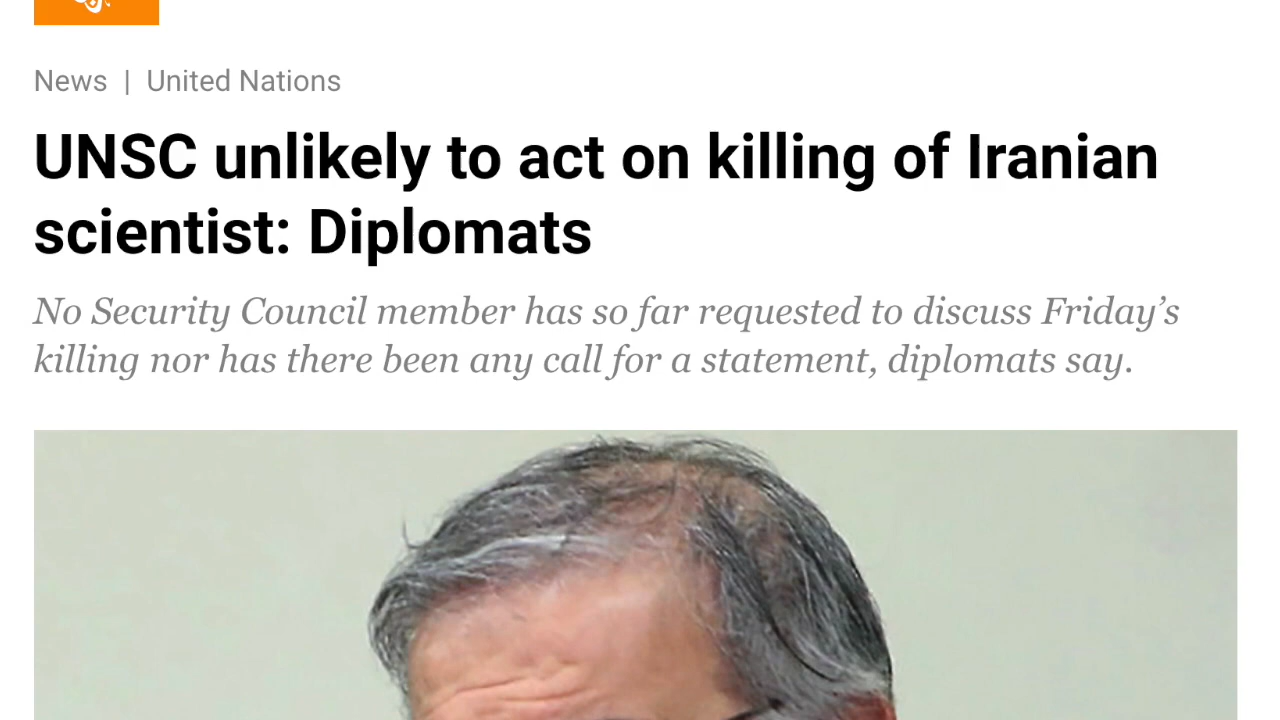 News | United Nations
UNSC unlikely to act on killing of Iranian
scientist: Diplomats
No Security Council member has so far requested to discuss Friday’s
killing nor has there been any call for a statement, diplomats say.